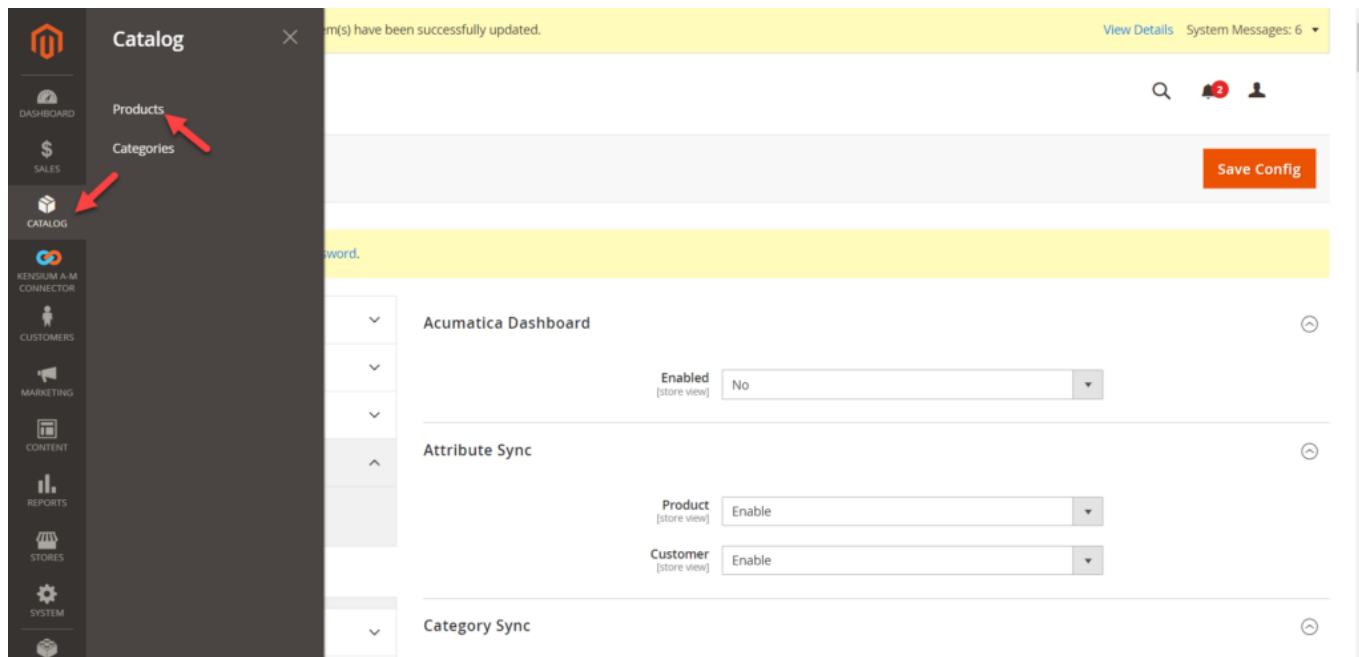 Catalog
Products
Categories
DASHBOARD
SALES
CATALOG
KENSIUM A-M
CONNECTOR
CUSTOMERS
MARKETING
CONTENT
REPORTS
STORES
SYSTEM
have been successfully updated.
View Details System Messages: 6
2
Save Config
Acumatica Dashboard
Enabled
[store view]
No
Attribute Sync
Product
[store view]
Enable
Customer
[store view]
Enable
Category Sync